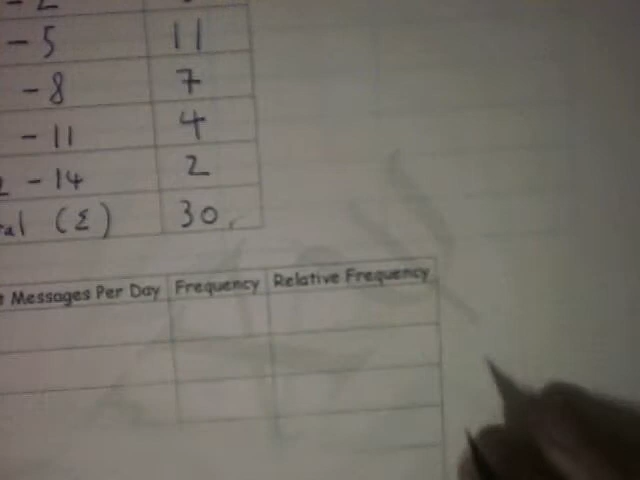 - 5 11
- 8 7
- 11 4
- 14 2
(Σ) 30
Messages Per Day Frequency Relative Frequency